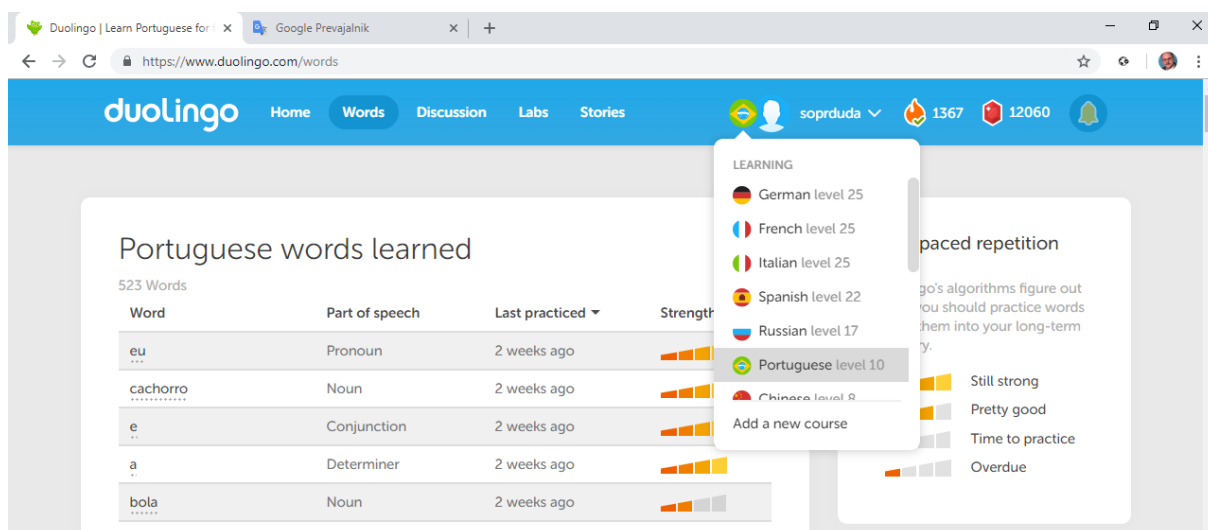 Duolingo | Learn Portuguese for
Google Prevajalnik
https://www.duolingo.com/words
duolingo Home Words Discussion Labs Stories soprduda 1367 12060
LEARNING
German level 25
French level 25
Italian level 25
Spanish level 22
Russian level 17
Portuguese level 10
Chinese level 8
Add a new course
Portuguese words learned
523 Words
Word Part of speech Last practiced Strength
eu Pronoun 2 weeks ago
cachorro Noun 2 weeks ago
e Conjunction 2 weeks ago
a Determiner 2 weeks ago
bola Noun 2 weeks ago
paced repetition
go's algorithms figure out
ou should practice words
hem into your long-term
y.
Still strong
Pretty good
Time to practice
Overdue